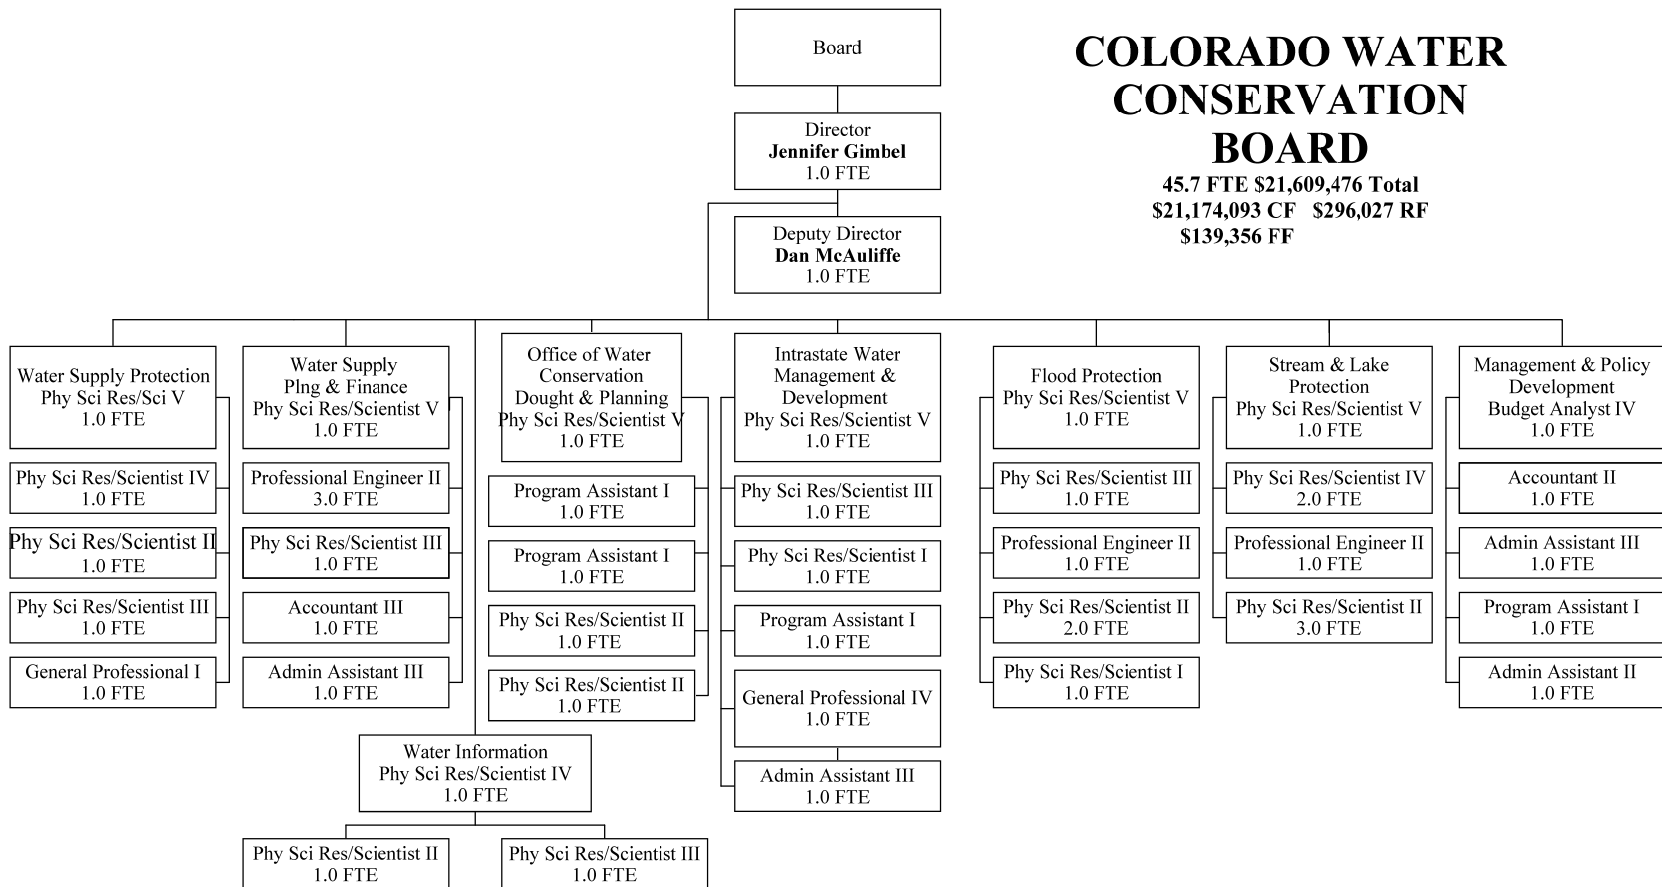 Board
COLORADO WATER
CONSERVATION
BOARD
45.7 FTE $21,609,476 Total
$21,174,093 CF $296,027 RF
$139,356 FF
Director
Jennifer Gimbel
1.0 FTE
Deputy Director
Dan McAuliffe
1.0 FTE
Water Supply Protection
Phy Sci Res/Sci V
1.0 FTE
Phy Sci Res/Scientist IV
1.0 FTE
Phy Sci Res/Scientist II
1.0 FTE
Phy Sci Res/Scientist III
1.0 FTE
General Professional I
1.0 FTE
Water Supply
Plng & Finance
Phy Sci Res/Scientist V
1.0 FTE
Professional Engineer II
3.0 FTE
Phy Sci Res/Scientist III
1.0 FTE
Accountant III
1.0 FTE
Admin Assistant III
1.0 FTE
Water Information
Phy Sci Res/Scientist IV
1.0 FTE
Phy Sci Res/Scientist II
1.0 FTE
Phy Sci Res/Scientist III
1.0 FTE
Office of Water
Conservation
Dought & Planning
Phy Sci Res/Scientist V
1.0 FTE
Program Assistant I
1.0 FTE
Program Assistant I
1.0 FTE
Phy Sci Res/Scientist II
1.0 FTE
Phy Sci Res/Scientist II
1.0 FTE
Intrastate Water
Management &
Development
Phy Sci Res/Scientist V
1.0 FTE
Phy Sci Res/Scientist III
1.0 FTE
Phy Sci Res/Scientist I
1.0 FTE
Program Assistant I
1.0 FTE
General Professional IV
1.0 FTE
Admin Assistant III
1.0 FTE
Flood Protection
Phy Sci Res/Scientist V
1.0 FTE
Phy Sci Res/Scientist III
1.0 FTE
Professional Engineer II
1.0 FTE
Phy Sci Res/Scientist II
2.0 FTE
Phy Sci Res/Scientist I
1.0 FTE
Stream & Lake
Protection
Phy Sci Res/Scientist V
1.0 FTE
Phy Sci Res/Scientist IV
2.0 FTE
Professional Engineer II
1.0 FTE
Phy Sci Res/Scientist II
3.0 FTE
Management & Policy
Development
Budget Analyst IV
1.0 FTE
Accountant II
1.0 FTE
Admin Assistant III
1.0 FTE
Program Assistant I
1.0 FTE
Admin Assistant II
1.0 FTE